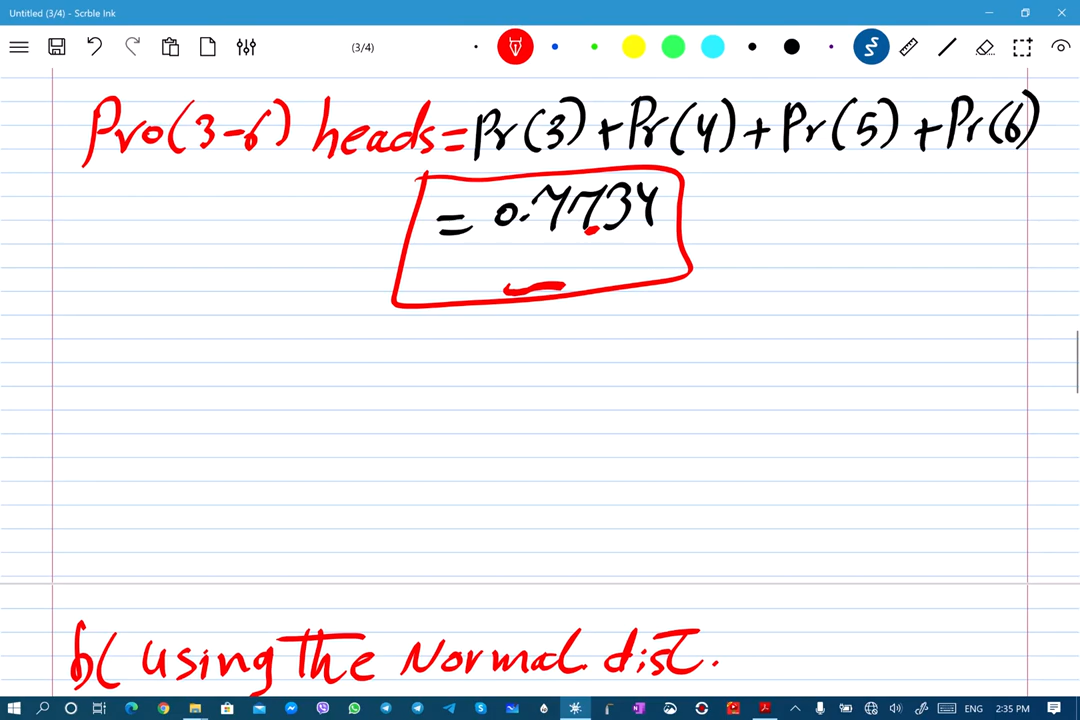 Untitled (3/4) - Scrble Ink
(3/4)
Pro(3-6) heads = Pr(3) + Pr(4) + Pr(5) + Pr(6)
= 0.7734
b( Using The Normal dist.
ENG 2:35 PM